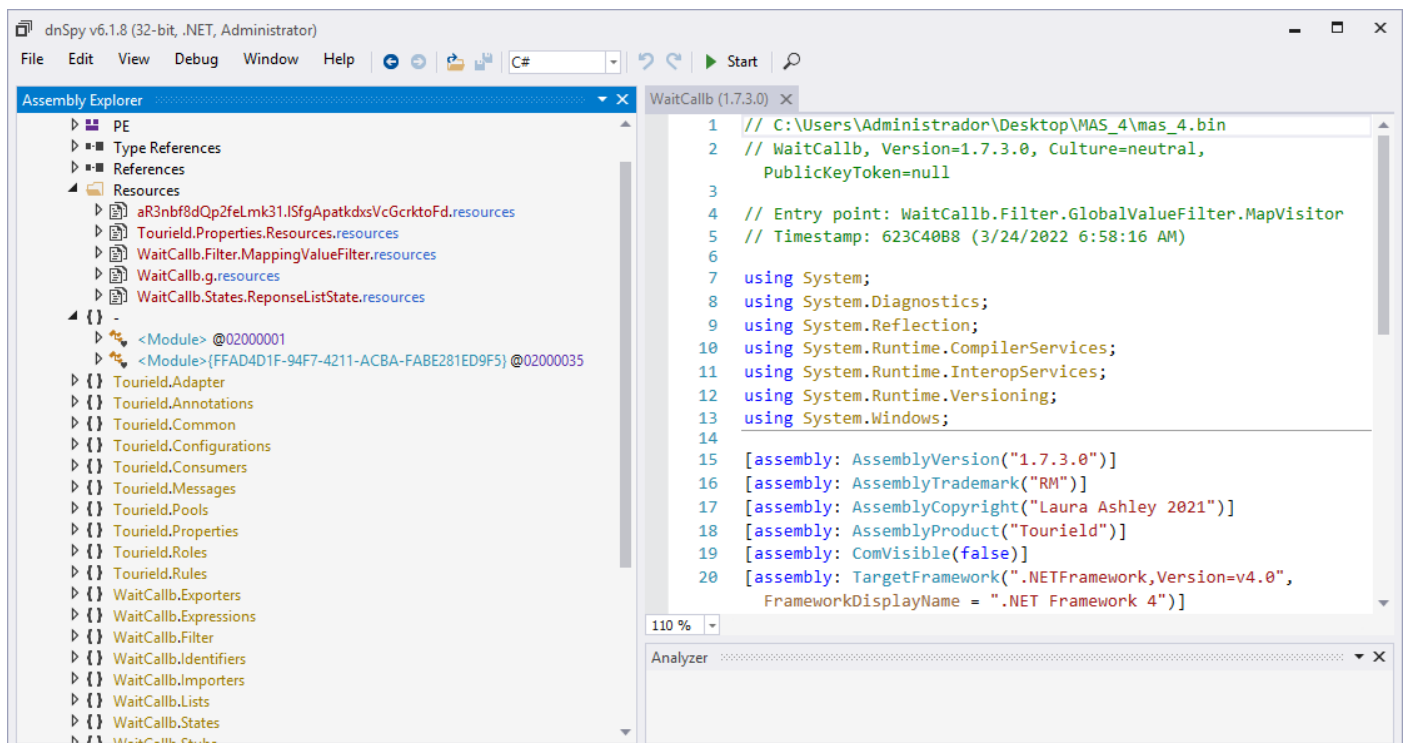 dnSpy v6.1.8 (32-bit, .NET, Administrator)
File Edit View Debug Window Help C# Start
Assembly Explorer
PE
Type References
References
Resources
aR3nbf8dQp2feLmk31.lSfgApatkdxsVcGcrktoFd.resources
Tourield.Properties.Resources.resources
WaitCallb.Filter.MappingValueFilter.resources
WaitCallb.g.resources
WaitCallb.States.ReponseListState.resources
{ } -
<Module> @02000001
<Module>{FFAD4D1F-94F7-4211-ACBA-FABE281ED9F5} @02000035
{ } Tourield.Adapter
{ } Tourield.Annotations
{ } Tourield.Common
{ } Tourield.Configurations
{ } Tourield.Consumers
{ } Tourield.Messages
{ } Tourield.Pools
{ } Tourield.Properties
{ } Tourield.Roles
{ } Tourield.Rules
{ } WaitCallb.Exporters
{ } WaitCallb.Expressions
{ } WaitCallb.Filter
{ } WaitCallb.Identifiers
{ } WaitCallb.Importers
{ } WaitCallb.Lists
{ } WaitCallb.States
WaitCallb (1.7.3.0)
1 // C:\Users\Administrador\Desktop\MAS_4\mas_4.bin
2 // WaitCallb, Version=1.7.3.0, Culture=neutral,
PublicKeyToken=null
3
4 // Entry point: WaitCallb.Filter.GlobalValueFilter.MapVisitor
5 // Timestamp: 623C40B8 (3/24/2022 6:58:16 AM)
6
7 using System;
8 using System.Diagnostics;
9 using System.Reflection;
10 using System.Runtime.CompilerServices;
11 using System.Runtime.InteropServices;
12 using System.Runtime.Versioning;
13 using System.Windows;
14
15 [assembly: AssemblyVersion("1.7.3.0")]
16 [assembly: AssemblyTrademark("RM")]
17 [assembly: AssemblyCopyright("Laura Ashley 2021")]
18 [assembly: AssemblyProduct("Tourield")]
19 [assembly: ComVisible(false)]
20 [assembly: TargetFramework(".NETFramework,Version=v4.0",
FrameworkDisplayName = ".NET Framework 4")]
110 %
Analyzer